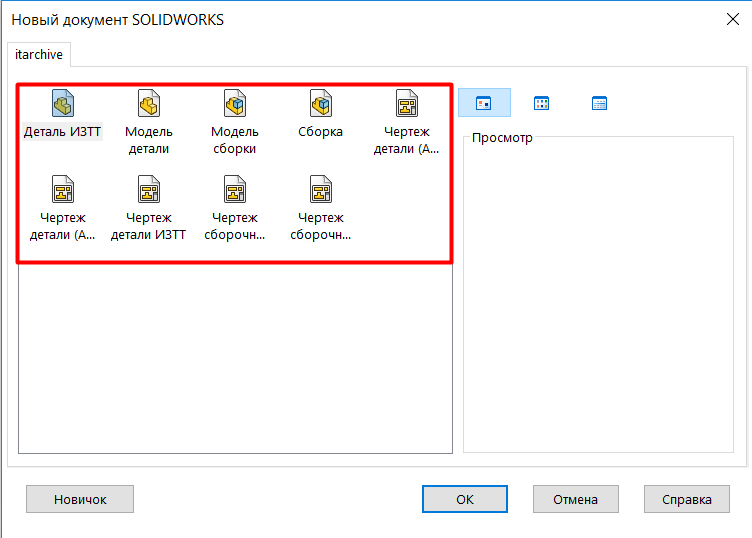 Новый документ SOLIDWORKS
itarchive
Деталь ИЗТТ
Модель
детали
Модель
сборки
Сборка
Чертеж
детали (А...
Чертеж
детали (А...
Чертеж
детали ИЗТТ
Чертеж
сборочн...
Чертеж
сборочн...
Просмотр
Новичок
OK
Отмена
Справка